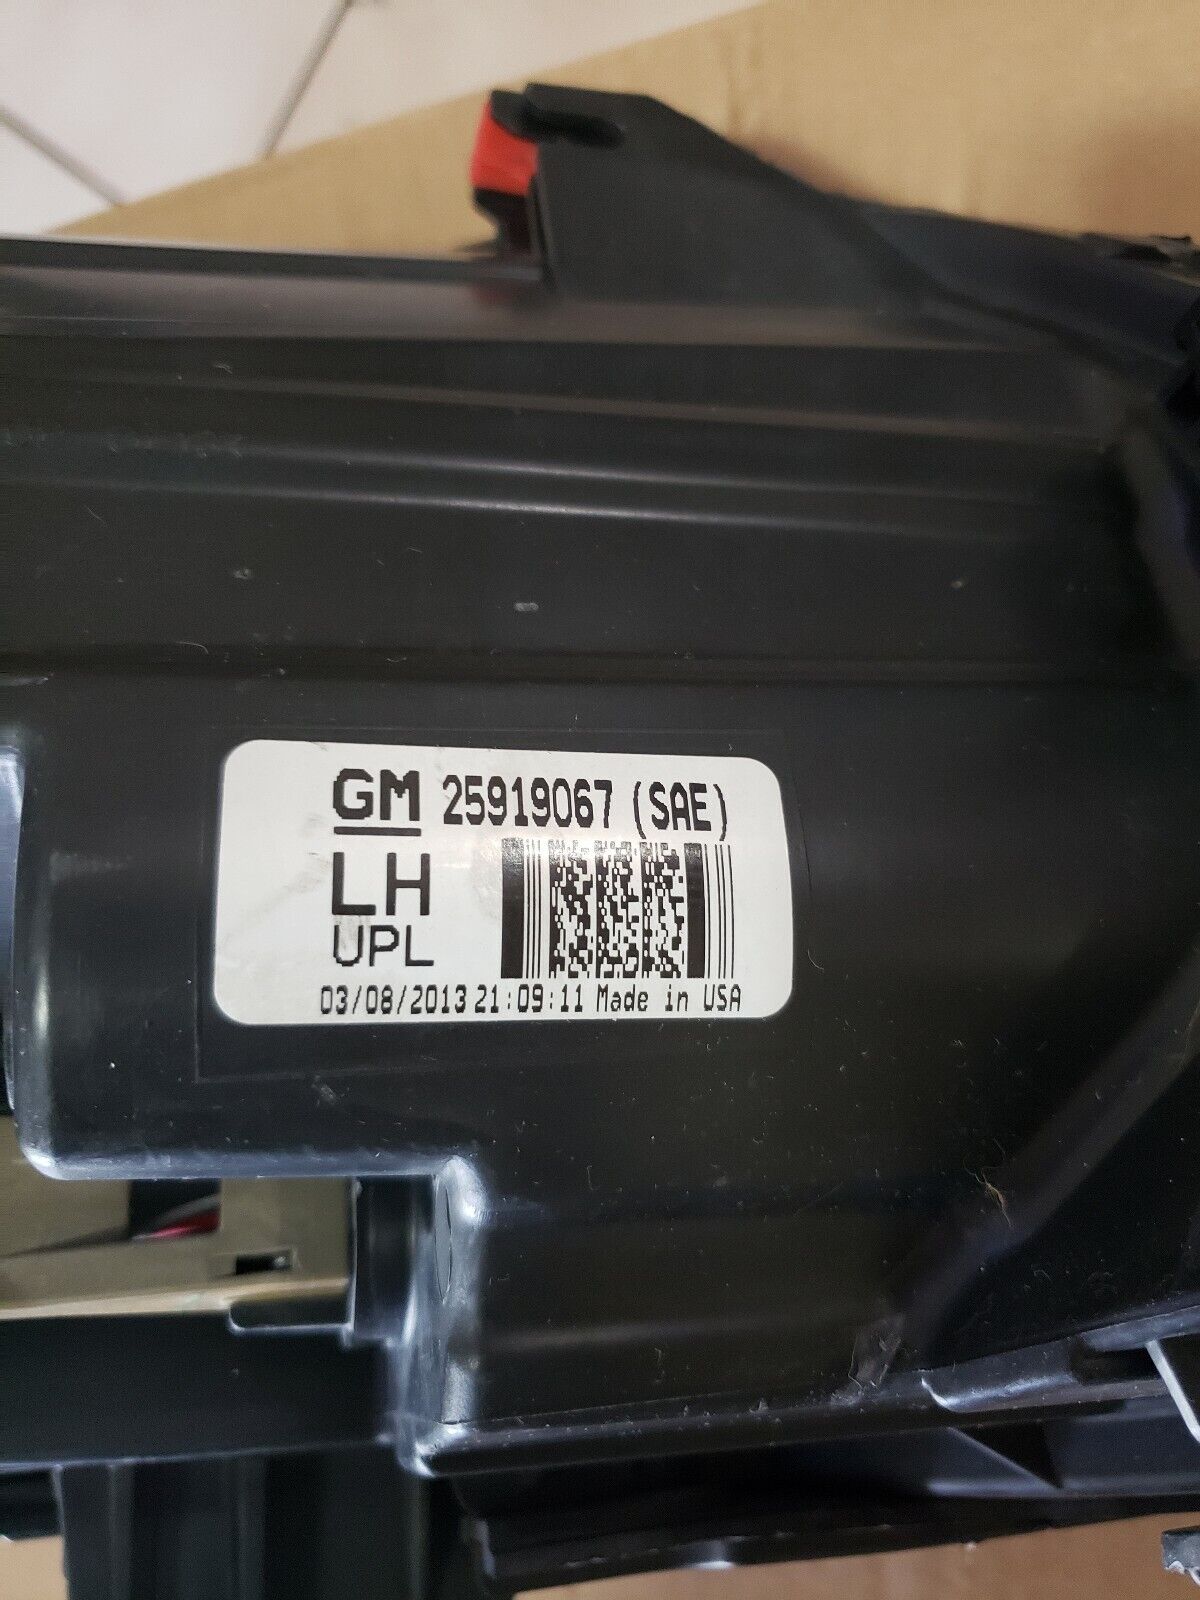 GM 25919067 (SAE)
LH
UPL
03/08/2013 21:09:11 Made in USA